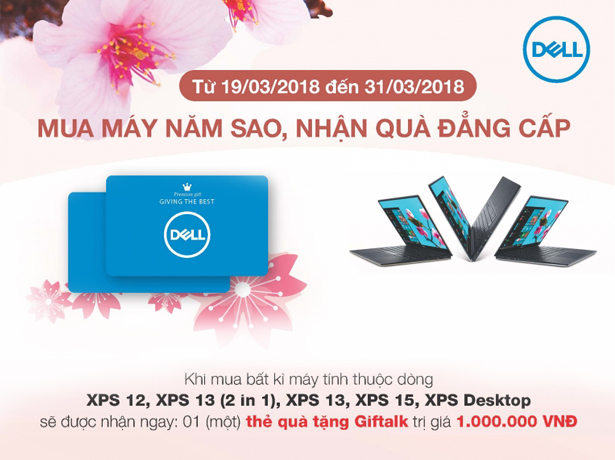 DELL
Từ 19/03/2018 đến 31/03/2018
MUA MÁY NĂM SAO, NHẬN QUÀ ĐẲNG CẤP
Premium gift
GIVING THE BEST
DELL
Khi mua bất kì máy tính thuộc dòng
XPS 12, XPS 13 (2 in 1), XPS 13, XPS 15, XPS Desktop
sẽ được nhận ngay: 01 (một) thẻ quà tặng Giftalk trị giá 1.000.000 VNĐ